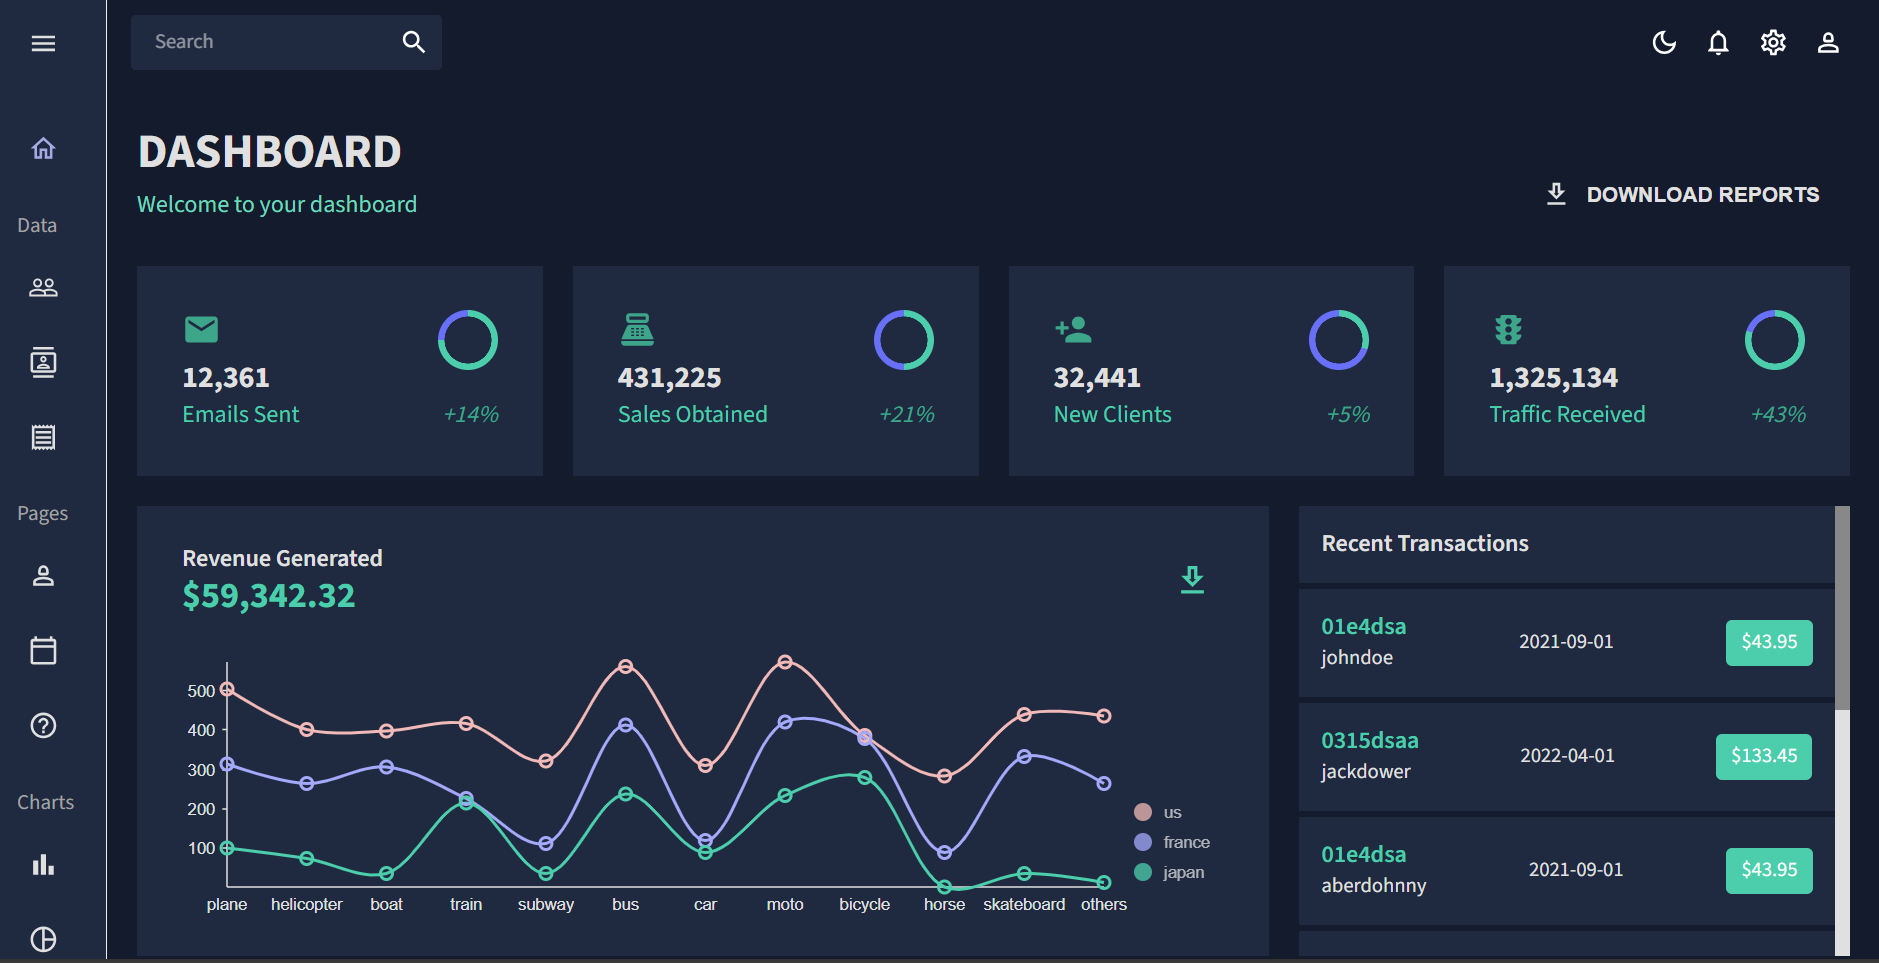 Search
DASHBOARD
Welcome to your dashboard
DOWNLOAD REPORTS
Data
Pages
Charts
12,361
Emails Sent
+14%
431,225
Sales Obtained
+21%
32,441
New Clients
+5%
1,325,134
Traffic Received
+43%
Revenue Generated
$59,342.32
500
400
300
200
100
plane helicopter boat train subway bus car moto bicycle horse skateboard others
us
france
japan
Recent Transactions
01e4dsa
johndoe
2021-09-01
$43.95
0315dsaa
jackdower
2022-04-01
$133.45
01e4dsa
aberdohnny
2021-09-01
$43.95